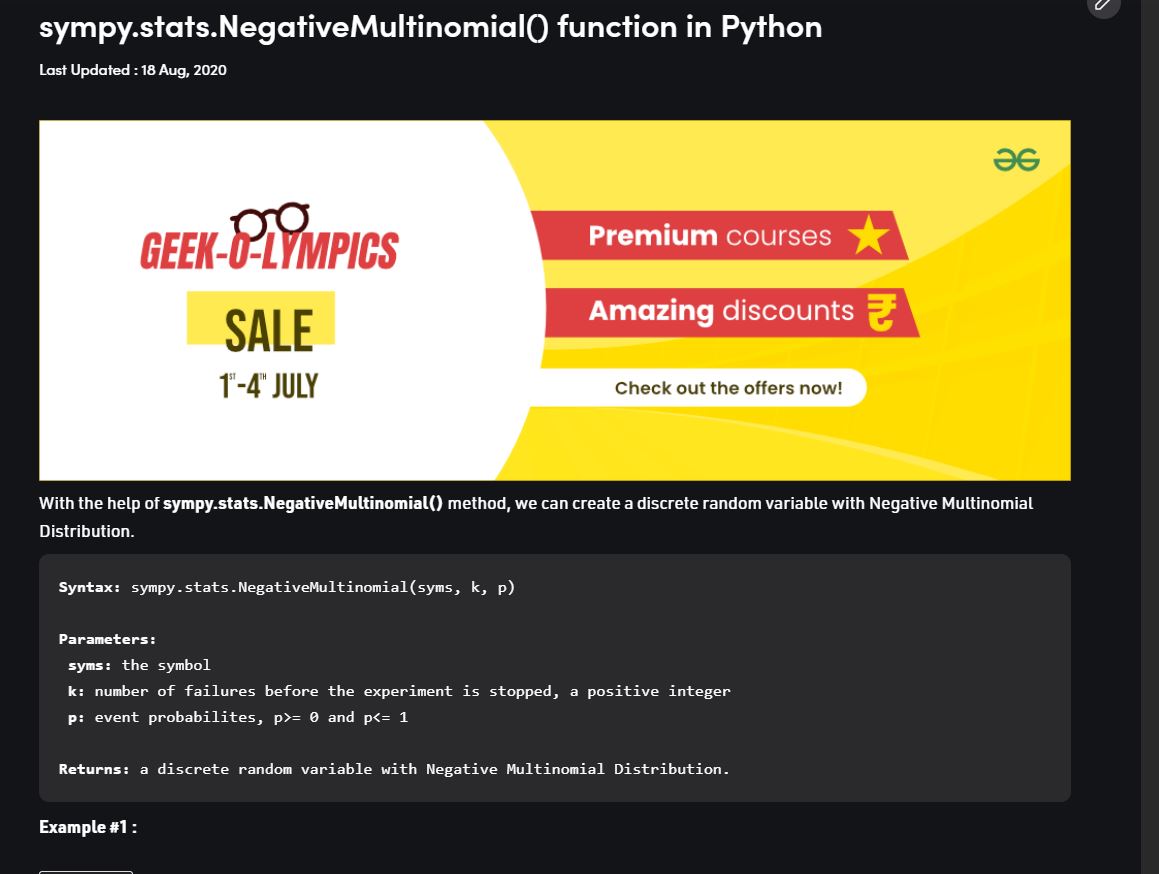 sympy.stats.NegativeMultinomial() function in Python
Last Updated : 18 Aug, 2020
GEEK-O-LYMPICS
SALE
1ST-4TH JULY
Premium courses
Amazing discounts
Check out the offers now!
With the help of sympy.stats.NegativeMultinomial() method, we can create a discrete random variable with Negative Multinomial
Distribution.
Syntax: sympy.stats.NegativeMultinomial(syms, k, p)
Parameters:
syms: the symbol
k: number of failures before the experiment is stopped, a positive integer
p: event probabilites, p>= 0 and p<= 1
Returns: a discrete random variable with Negative Multinomial Distribution.
Example #1 :